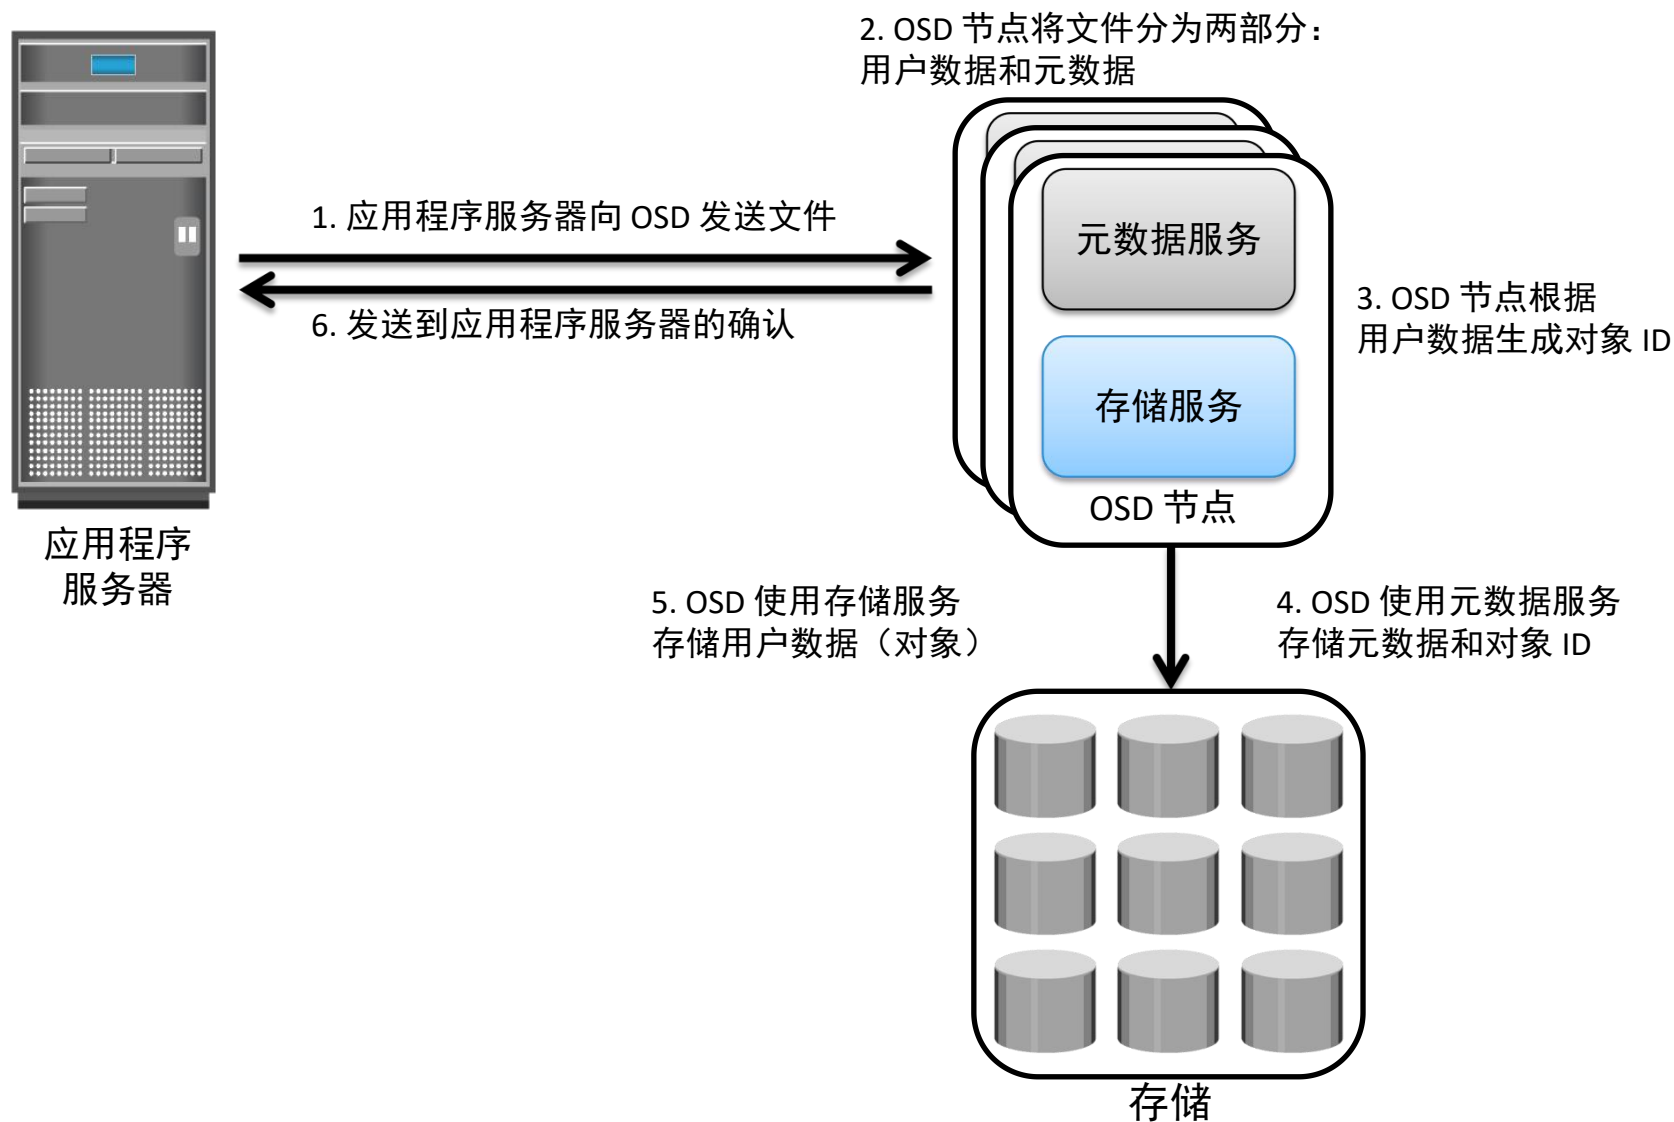 2. OSD 节点将文件分为两部分：
用户数据和元数据
1. 应用程序服务器向 OSD 发送文件
元数据服务
3. OSD 节点根据
用户数据生成对象 ID
6. 发送到应用程序服务器的确认
存储服务
OSD 节点
应用程序
服务器
5. OSD 使用存储服务
存储用户数据（对象）
4. OSD 使用元数据服务
存储元数据和对象 ID
存储